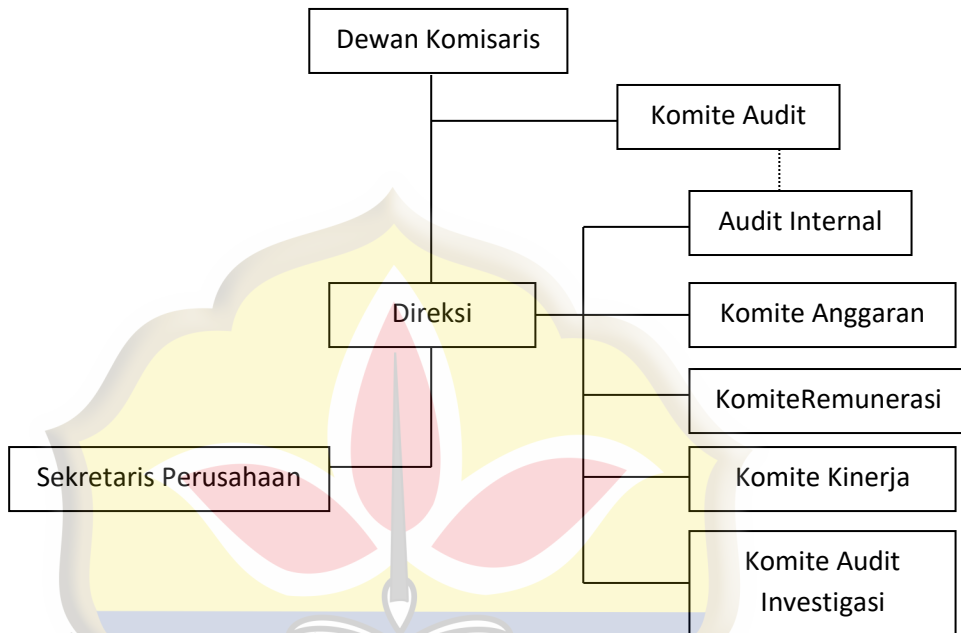 Dewan Komisaris
Komite Audit
Audit Internal
Direksi
Komite Anggaran
KomiteRemunerasi
Sekretaris Perusahaan
Komite Kinerja
Komite Audit
Investigasi